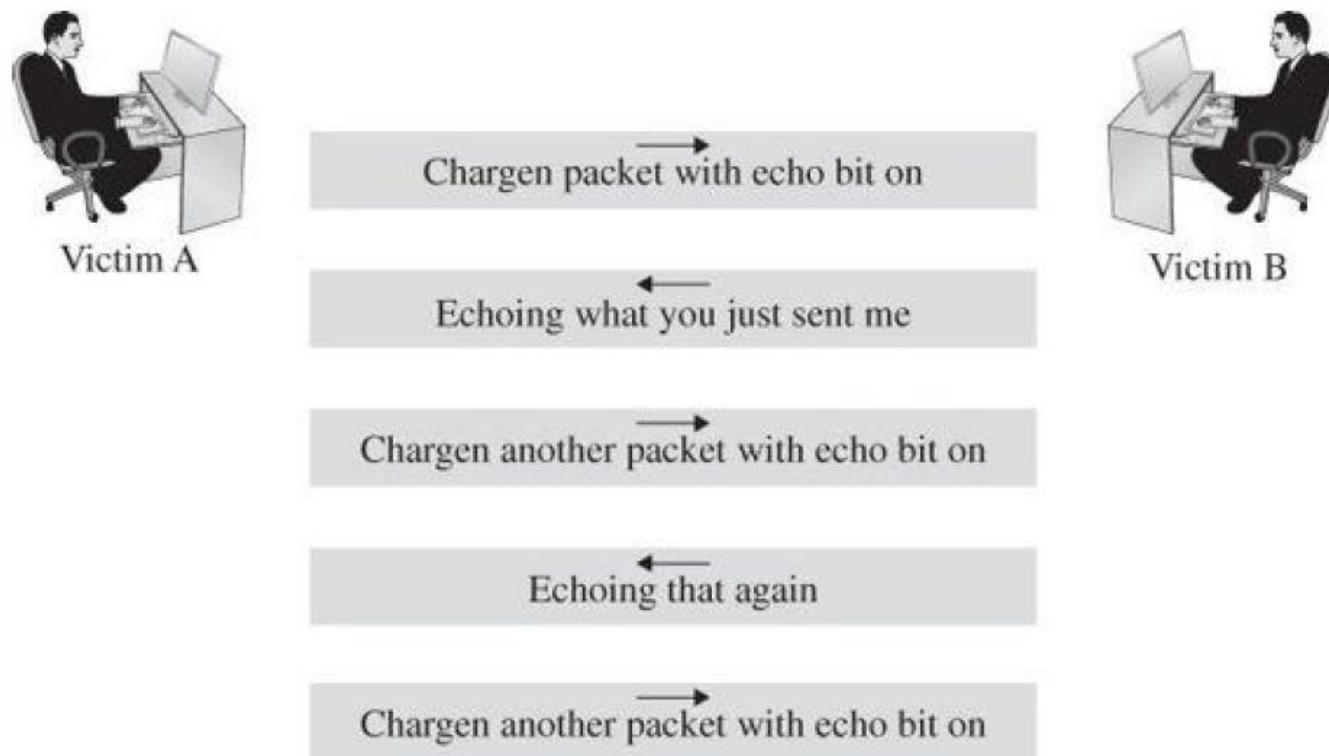 Chargen packet with echo bit on
Victim A
Victim B
Echoing what you just sent me
Chargen another packet with echo bit on
Echoing that again
Chargen another packet with echo bit on